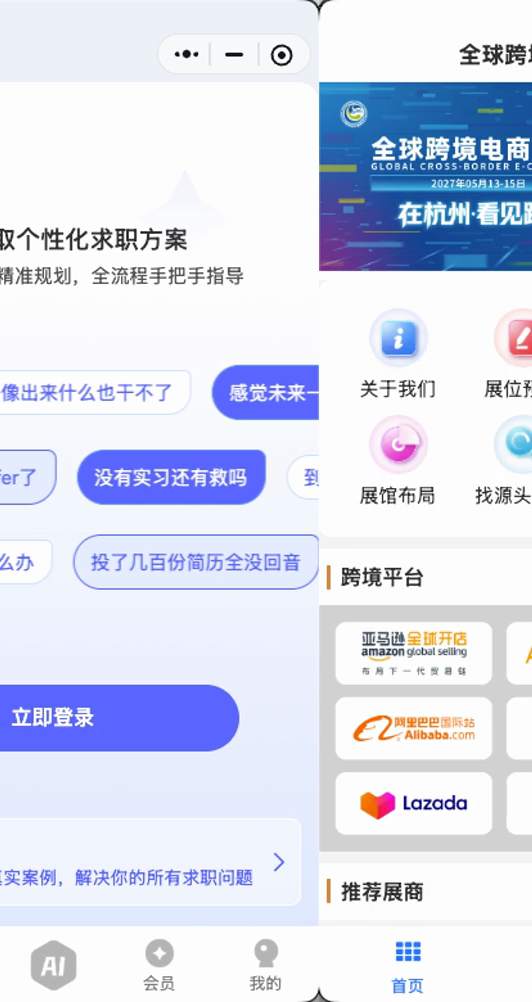 取个性化求职方案
精准规划，全流程手把手指导
像出来什么也干不了
感觉未来一
fer了
没有实习还有救吗
到
么办
投了几百份简历全没回音
立即登录
真实案例，解决你的所有求职问题
AI
会员
我的
全球跨境
全球跨境电商
GLOBAL CROSS-BORDER E-C
2027年05月13-15日
在杭州·看见跨
关于我们
展位预
展馆布局
找源头
跨境平台
亚马逊全球开店
amazon global selling
布局下一代贸易链
阿里巴巴国际站
Alibaba.com
Lazada
推荐展商
首页